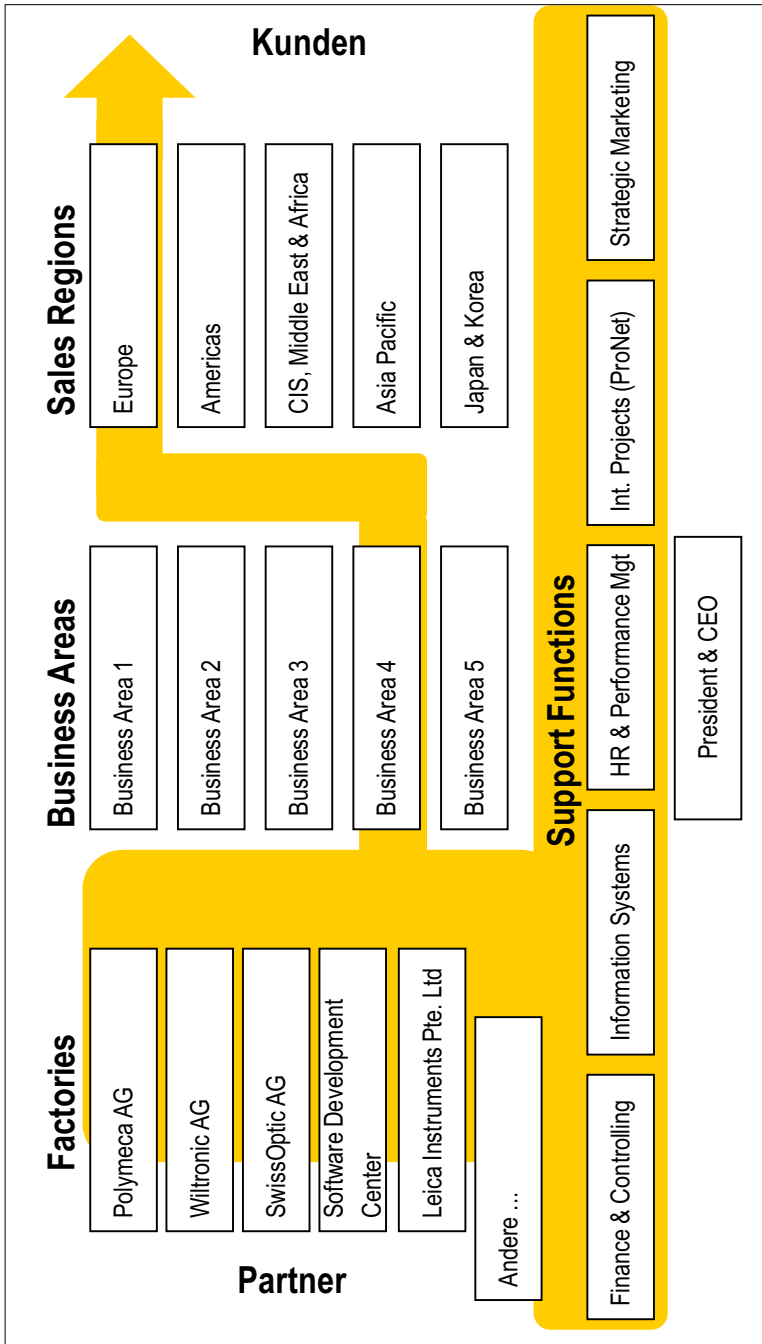 Factories
Business Areas
Sales Regions
Polymeca AG
Wiltronic AG
SwissOptic AG
Software Development
Center
Leica Instruments Pte. Ltd
Andere ...
Partner
Business Area 1
Business Area 2
Business Area 3
Business Area 4
Business Area 5
Europe
Americas
CIS, Middle East & Africa
Asia Pacific
Japan & Korea
Kunden
Support Functions
Finance & Controlling
Information Systems
HR & Performance Mgt
Int. Projects (ProNet)
Strategic Marketing
President & CEO